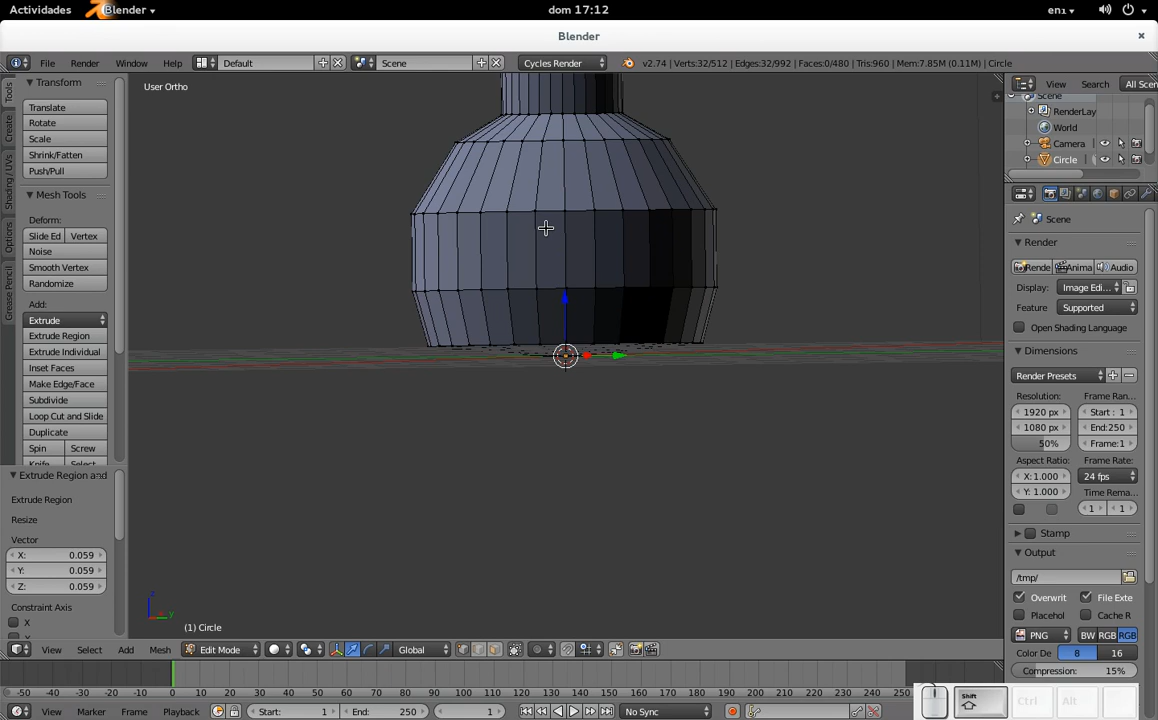 Actividades Blender dom 17:12 en1
Blender ×
File Render Window Help Default Scene Cycles Render v2.74 | Verts:32/512 | Edges:32/992 | Faces:0/480 | Tris:960 | Mem:7.85M (0.11M) | Circle
View Search All Scen
Scene
RenderLay
World
Camera
Circle
Tools
Create
Shading / UVs
Options
Grease Pencil
Transform
Translate
Rotate
Scale
Shrink/Fatten
Push/Pull
Mesh Tools
Deform:
Slide Ed Vertex
Noise
Smooth Vertex
Randomize
Add:
Extrude
Extrude Region
Extrude Individual
Inset Faces
Make Edge/Face
Subdivide
Loop Cut and Slide
Duplicate
Spin Screw
Knife Select
Extrude Region and
Extrude Region
Resize
Vector
X: 0.059
Y: 0.059
Z: 0.059
Constraint Axis
X
User Ortho
z
y
(1) Circle
View Select Add Mesh Edit Mode Global
Scene
Render
Rende Anima Audio
Display: Image Edi...
Feature Supported
Open Shading Language
Dimensions
Render Presets
Resolution: Frame Ran...
1920 px Start : 1
1080 px End:250
50% Frame:1
Aspect Ratio: Frame Rate:
X:1.000 24 fps
Y: 1.000 Time Rema...
1 1
Stamp
Output
/tmp/
Overwrit File Exte
Placehol Cache R
PNG BW RGB RGB
Color De 8 16
Compression: 15%
-50 -40 -30 -20 -10 0 10 20 30 40 50 60 70 80 90 100 110 120 130 140 150 160 170 180 190 200 210 220 230 240 250
View Marker Frame Playback Start: 1 End: 250 1 No Sync
Shift Ctrl Alt